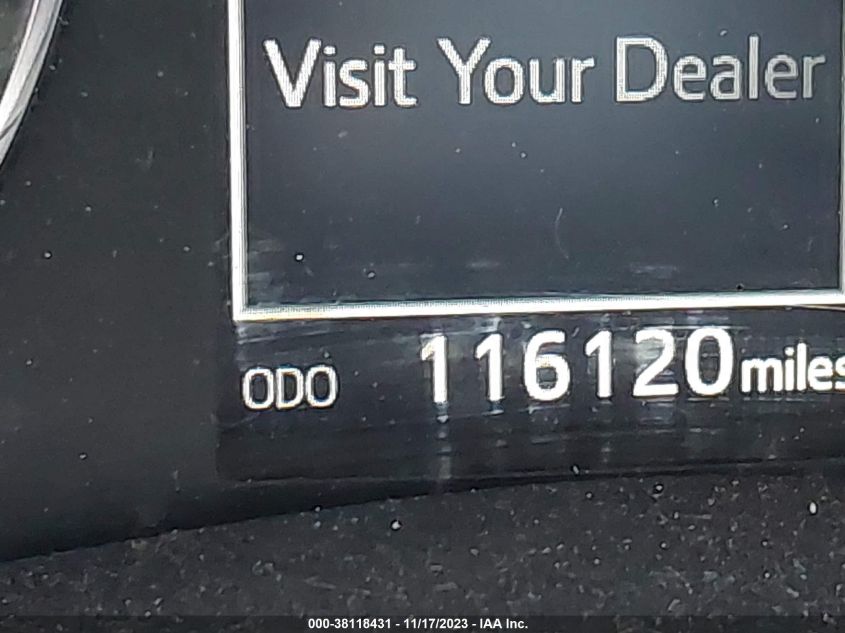 Visit Your Dealer
ODO 116120 miles
000-38118431 - 11/17/2023 - IAA Inc.